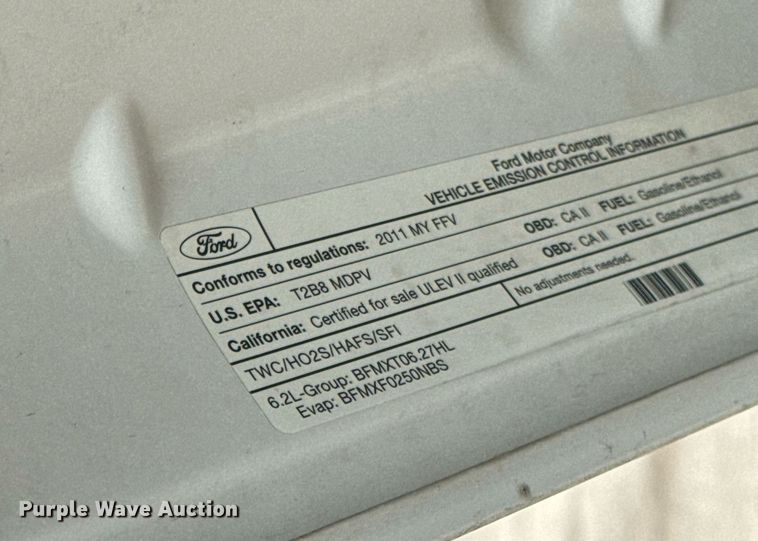 Ford Motor Company
VEHICLE EMISSION CONTROL INFORMATION
Ford
Conforms to regulations: 2011 MY FFV
U.S. EPA: T2B8 MDPV OBD: CA II FUEL: Gasoline/Ethanol
California: Certified for sale ULEV II qualified OBD: CA II FUEL: Gasoline/Ethanol
TWC/HO2S/HAFS/SFI No adjustments needed.
6.2L-Group: BFMXT06.27HL
Evap: BFMXF0250NBS
Purple Wave Auction